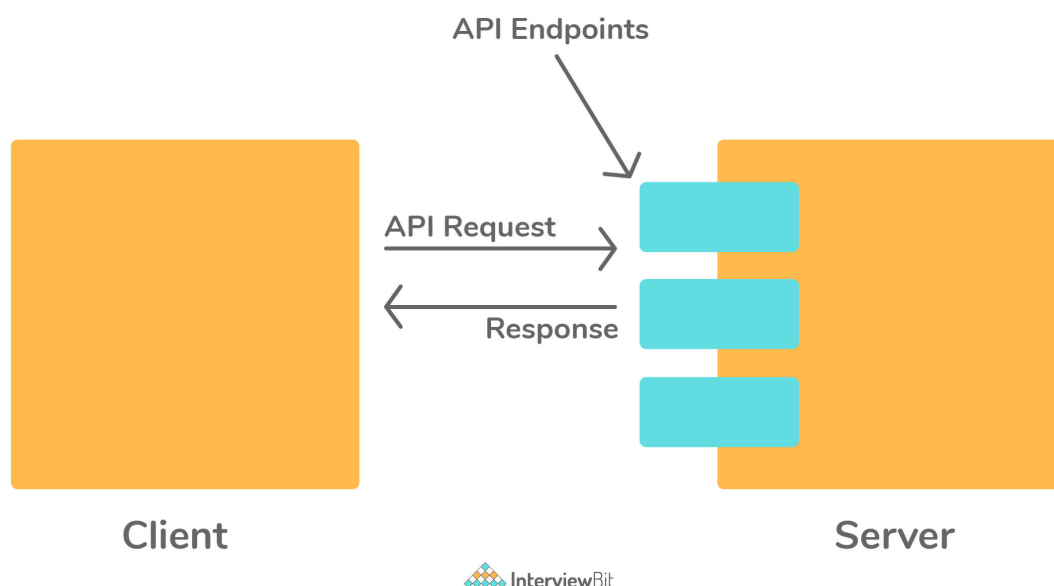 API Endpoints
API Request
Response
Client
Server
InterviewBit